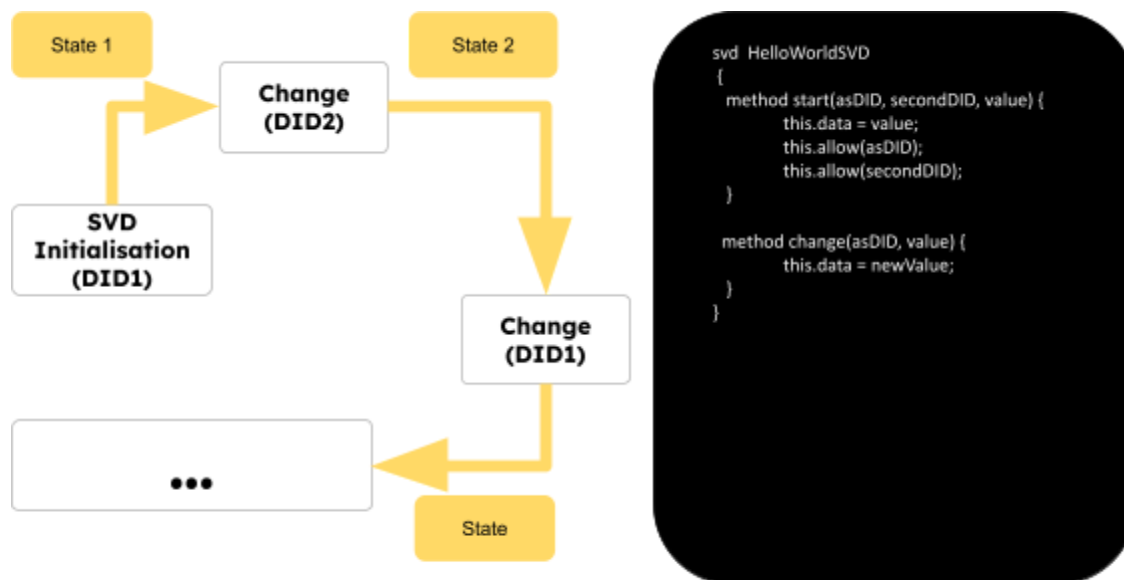 State 1
State 2
Change
(DID2)
SVD
Initialisation
(DID1)
Change
(DID1)
...
State
svd HelloWorldSVD
{
method start(asDID, secondDID, value) {
this.data = value;
this.allow(asDID);
this.allow(secondDID);
}
method change(asDID, value) {
this.data = newValue;
}
}